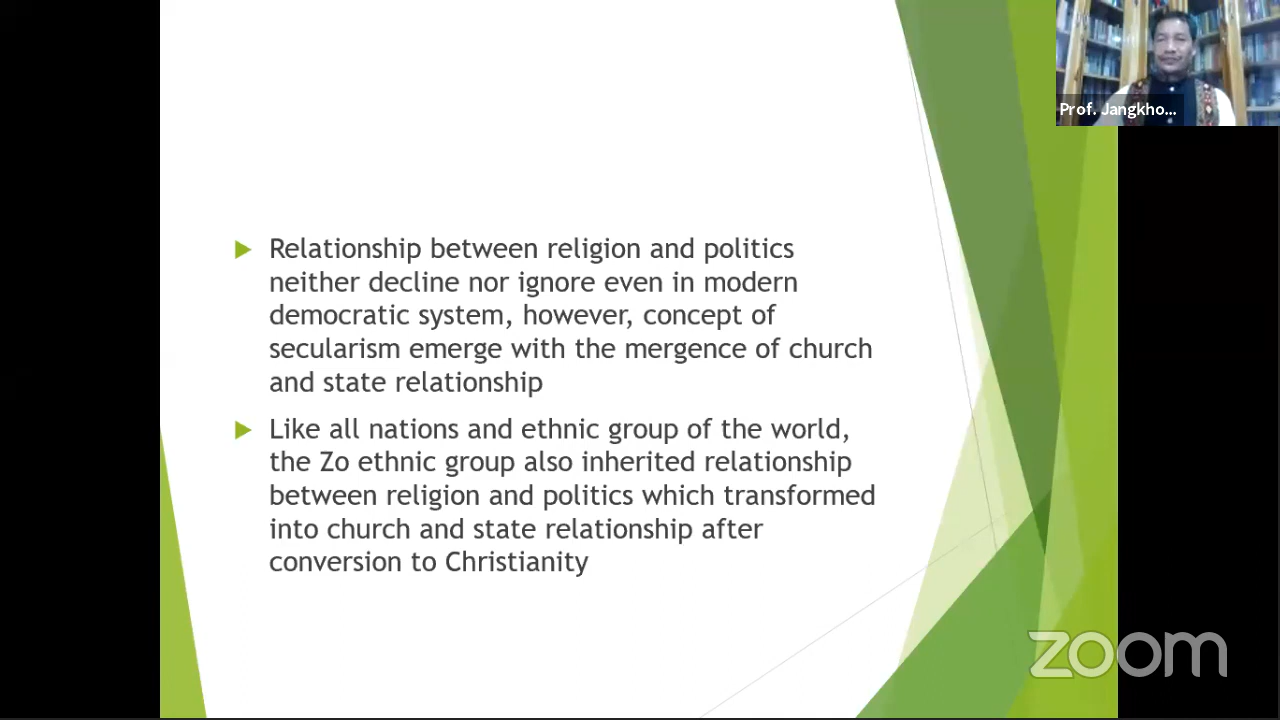 Prof. Jangkho...
Relationship between religion and politics
neither decline nor ignore even in modern
democratic system, however, concept of
secularism emerge with the mergence of church
and state relationship
Like all nations and ethnic group of the world,
the Zo ethnic group also inherited relationship
between religion and politics which transformed
into church and state relationship after
conversion to Christianity
zoom